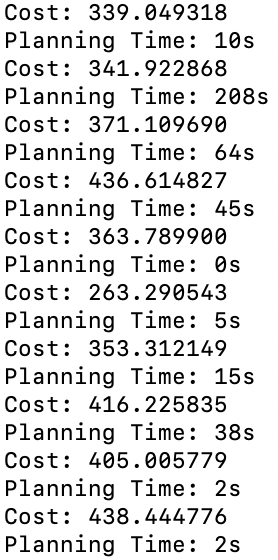 Cost: 339.049318
Planning Time: 10s
Cost: 341.922868
Planning Time: 208s
Cost: 371.109690
Planning Time: 64s
Cost: 436.614827
Planning Time: 45s
Cost: 363.789900
Planning Time: 0s
Cost: 263.290543
Planning Time: 5s
Cost: 353.312149
Planning Time: 15s
Cost: 416.225835
Planning Time: 38s
Cost: 405.005779
Planning Time: 2s
Cost: 438.444776
Planning Time: 2s